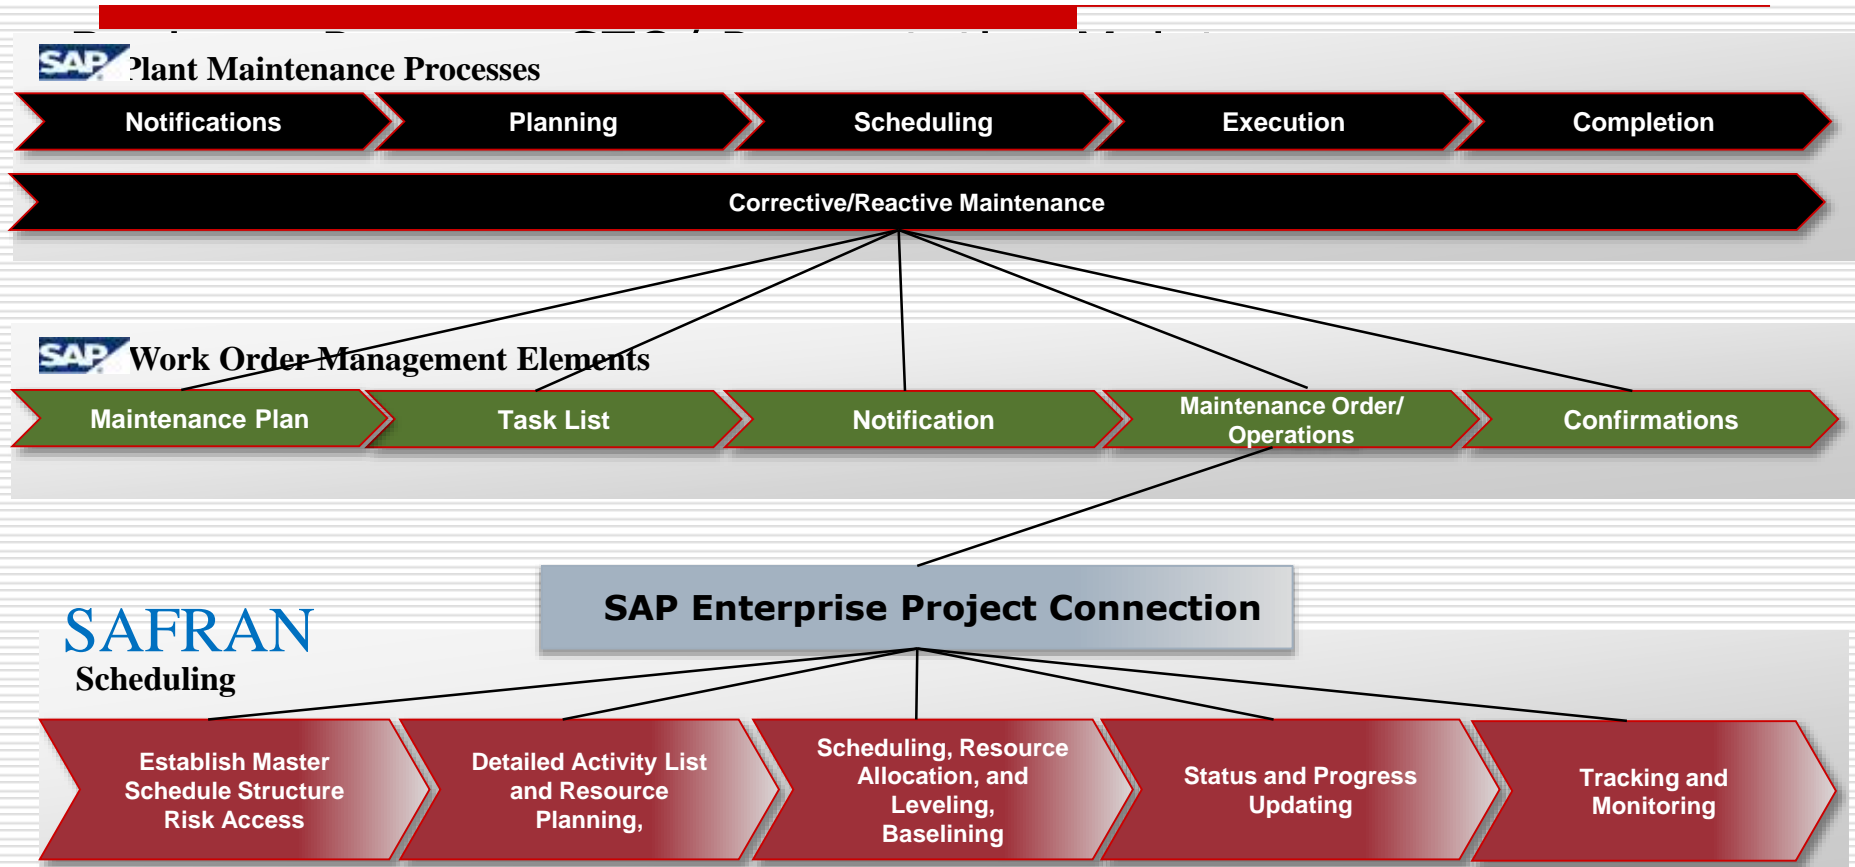 SAP Plant Maintenance Processes
Notifications
Planning
Scheduling
Execution
Completion
Corrective/Reactive Maintenance
SAP Work Order Management Elements
Maintenance Plan
Task List
Notification
Maintenance Order/
Operations
Confirmations
SAP Enterprise Project Connection
SAFRAN
Scheduling
Establish Master
Schedule Structure
Risk Access
Detailed Activity List
and Resource
Planning,
Scheduling, Resource
Allocation, and
Leveling,
Baselining
Status and Progress
Updating
Tracking and
Monitoring